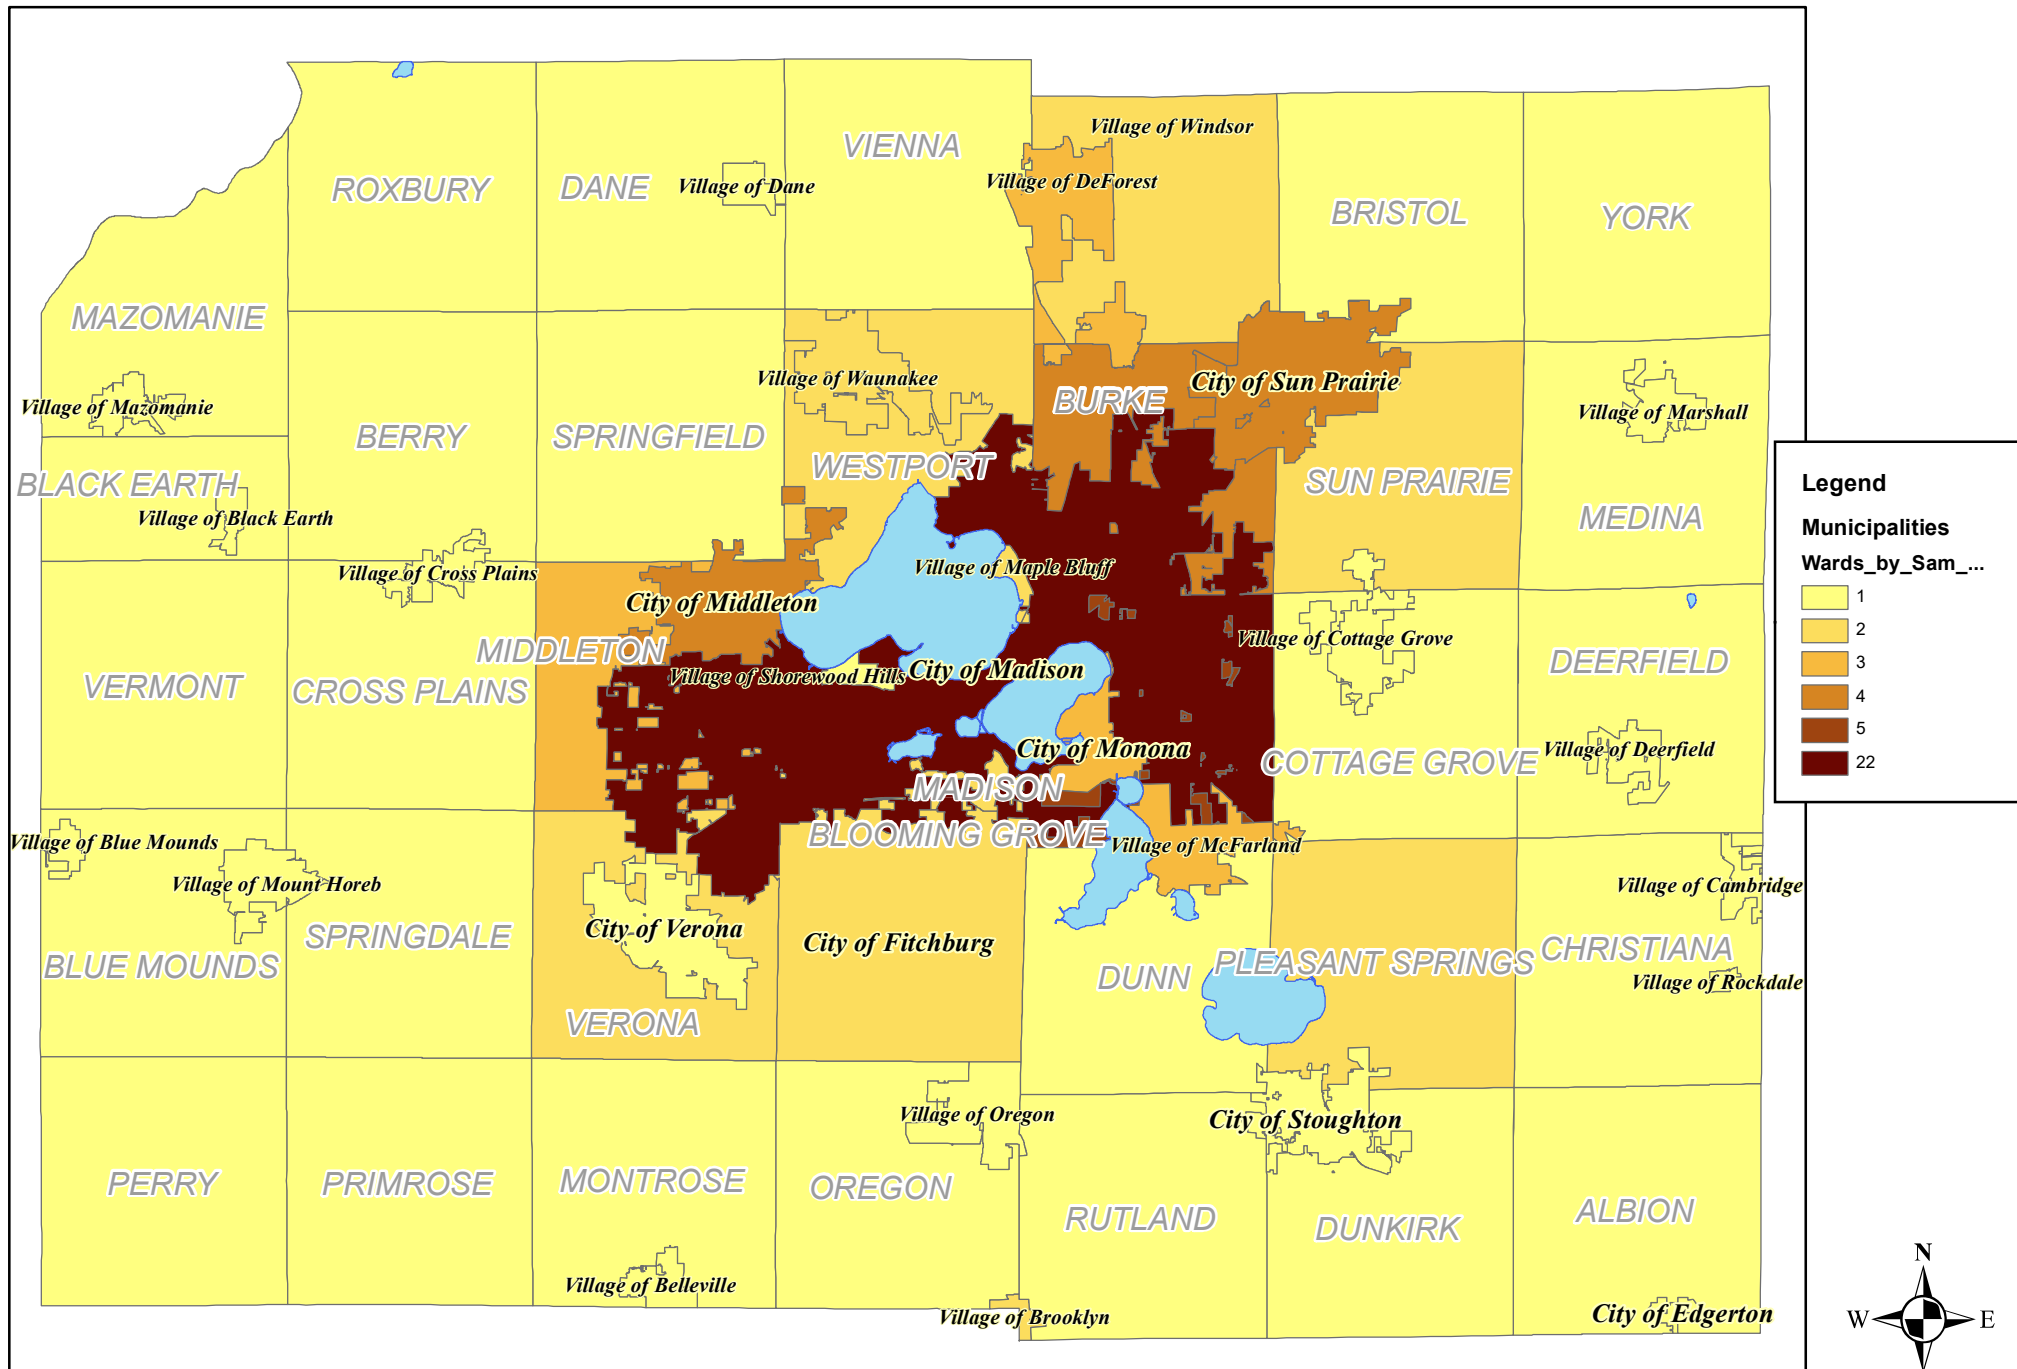 Village of Windsor
VIENNA
Village of DeForest
ROXBURY
DANE
Village of Dane
BRISTOL
YORK
MAZOMANIE
Village of Waunakee
City of Sun Prairie
BURKE
Village of Mazomanie
Village of Marshall
BERRY
SPRINGFIELD
WESTPORT
SUN PRAIRIE
BLACK EARTH
Village of Black Earth
MEDINA
Village of Cross Plains
Village of Maple Bluff
City of Middleton
Village of Cottage Grove
MIDDLETON
DEERFIELD
VERMONT
CROSS PLAINS
Village of Shorewood Hills
City of Madison
City of Monona
COTTAGE GROVE
Village of Deerfield
MADISON
BLOOMING GROVE
Village of Blue Mounds
Village of McFarland
Village of Mount Horeb
Village of Cambridge
City of Verona
City of Fitchburg
SPRINGDALE
BLUE MOUNDS
DUNN
PLEASANT SPRINGS
CHRISTIANA
Village of Rockdale
VERONA
Village of Oregon
City of Stoughton
PERRY
PRIMROSE
MONTROSE
OREGON
RUTLAND
DUNKIRK
ALBION
Village of Belleville
Village of Brooklyn
City of Edgerton
Legend
Municipalities
Wards_by_Sam_...
1
2
3
4
5
22
N
W
E
S